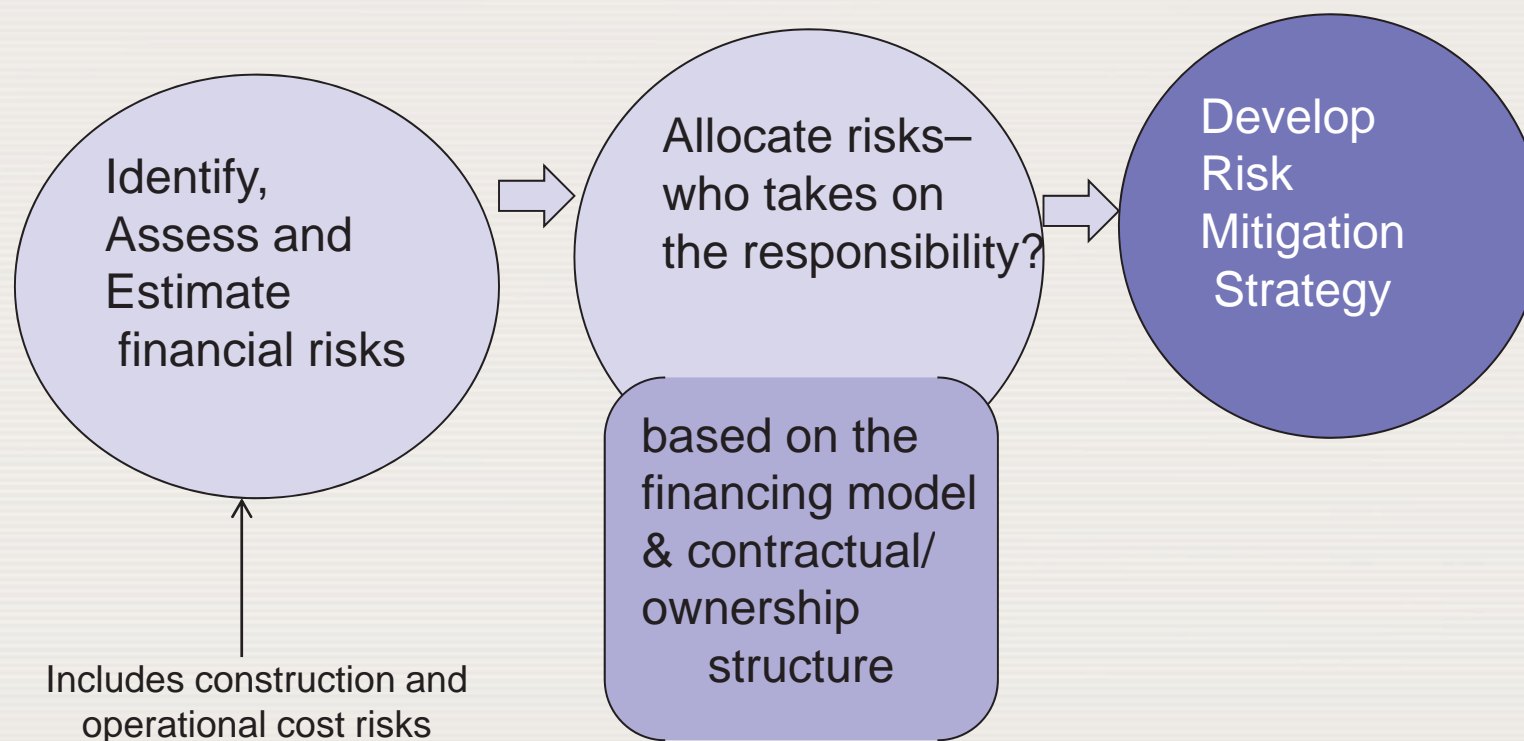 Identify,
Assess and
Estimate
financial risks
Includes construction and
operational cost risks
Allocate risks–
who takes on
the responsibility?
based on the
financing model
& contractual/
ownership
structure
Develop
Risk
Mitigation
Strategy